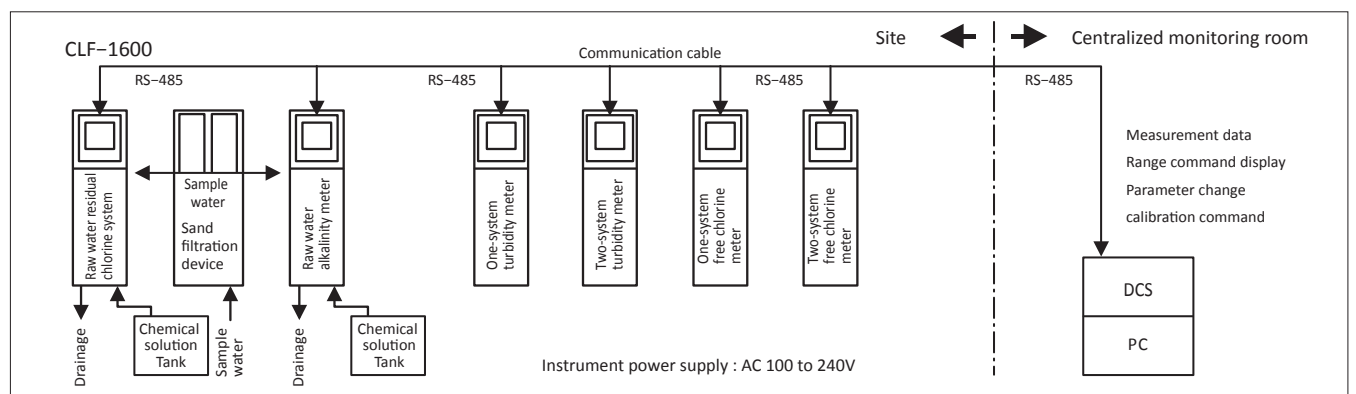 CLF−1600
Communication cable
Site
Centralized monitoring room
RS−485
RS−485
RS−485
RS−485
Raw water residual
chlorine system
Sample
water
Sand
filtration
device
Raw water
alkalinity meter
One-system
turbidity meter
Two-system
turbidity meter
One-system
free chlorine
meter
Two-system
free chlorine
meter
Measurement data
Range command display
Parameter change
calibration command
DCS
PC
Drainage
Chemical
solution
Tank
Sample
water
Drainage
Chemical
solution
Tank
Instrument power supply : AC 100 to 240V